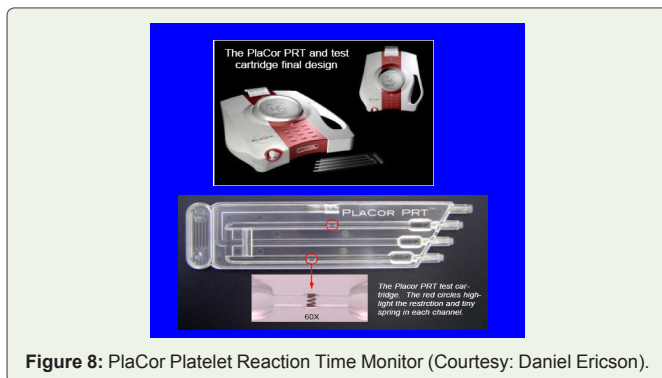 The PlaCor PRT and test
cartridge final design
PLACOR PRT
60X
The Placor PRT test car-
tridge. The red circles high-
light the restriction and tiny
spring in each channel.
Figure 8: PlaCor Platelet Reaction Time Monitor (Courtesy: Daniel Ericson).